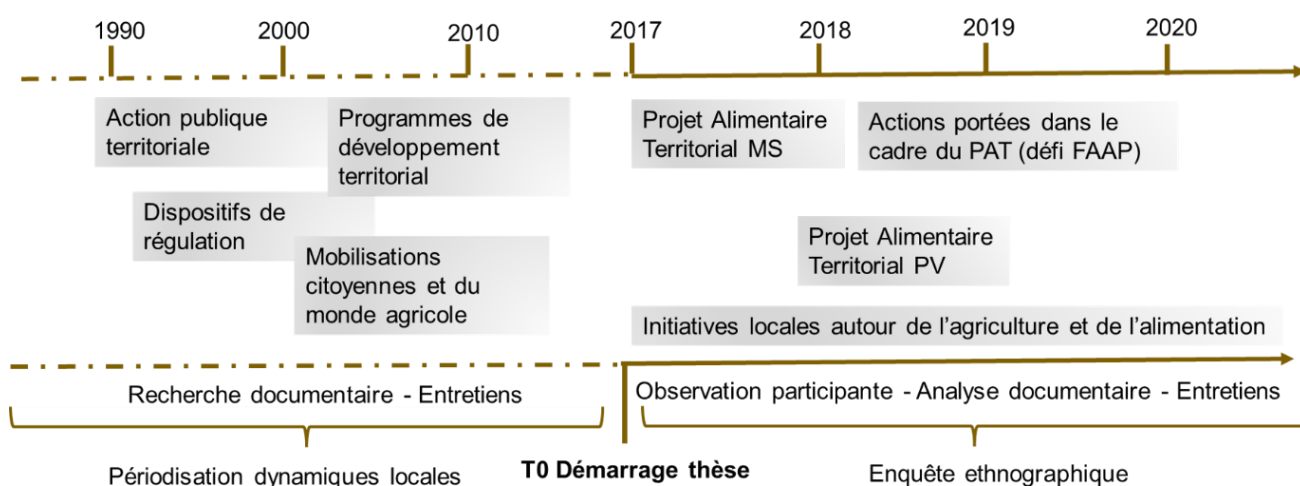 1990 2000 2010 2017 2018 2019 2020
Action publique
territoriale
Programmes de
développement
territorial
Projet Alimentaire
Territorial MS
Actions portées dans le
cadre du PAT (défi FAAP)
Dispositifs de
régulation
Mobilisations
citoyennes et du
monde agricole
Projet Alimentaire
Territorial PV
Initiatives locales autour de l'agriculture et de l'alimentation
Recherche documentaire - Entretiens
Observation participante - Analyse documentaire - Entretiens
Périodisation dynamiques locales
T0 Démarrage thèse
Enquête ethnographique